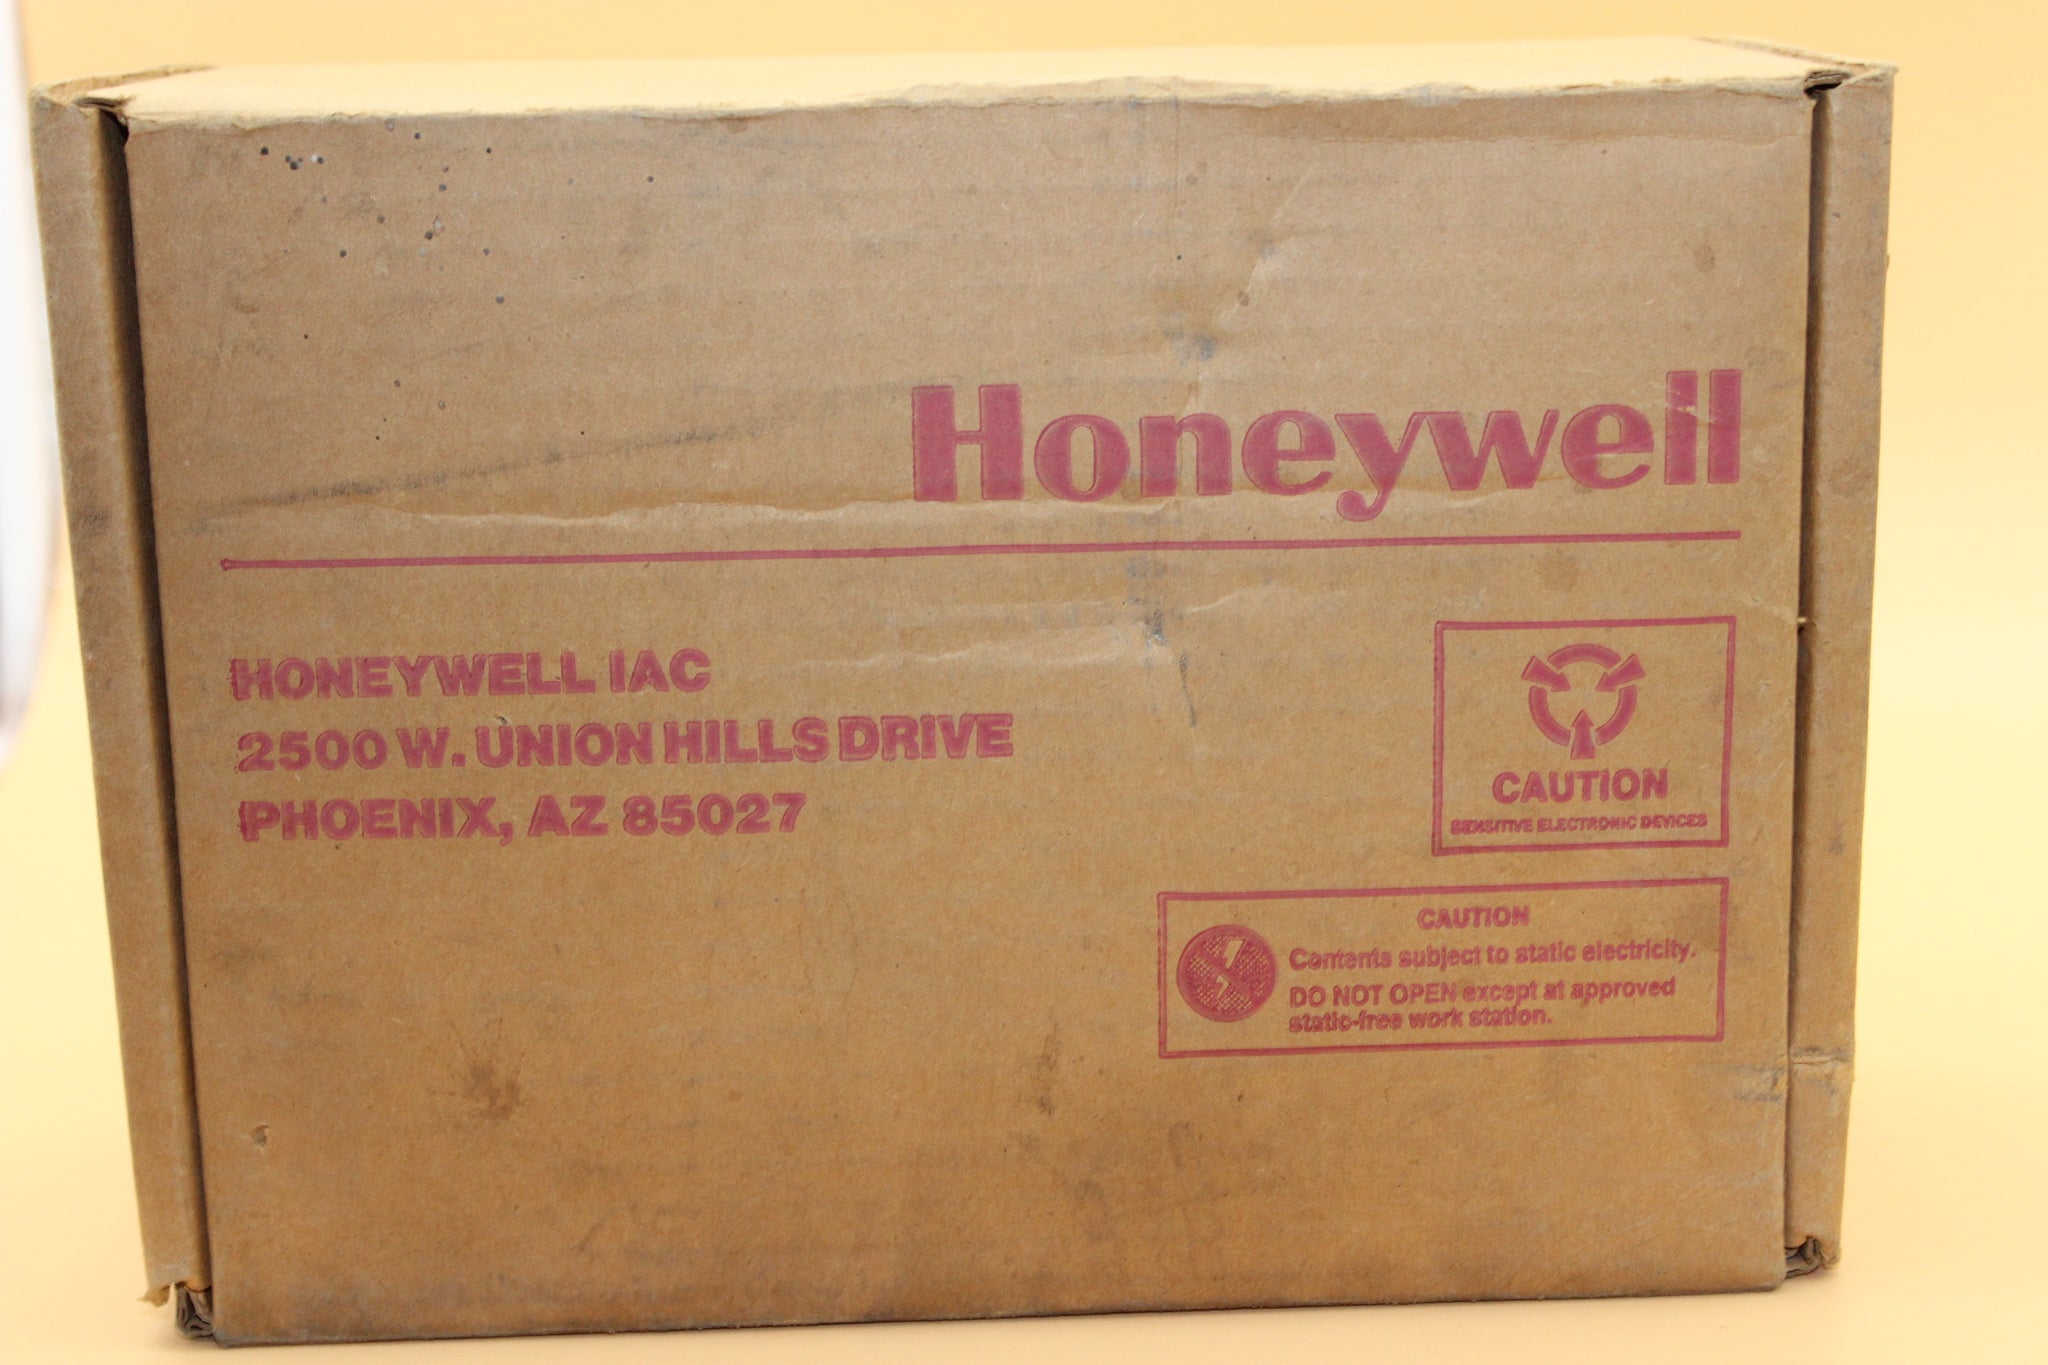 Honeywell
HONEYWELL IAC
2500 W. UNION HILLS DRIVE
PHOENIX, AZ 85027
CAUTION
SENSITIVE ELECTRONIC DEVICES
CAUTION
Contents subject to static electricity.
DO NOT OPEN except at approved
static-free work station.